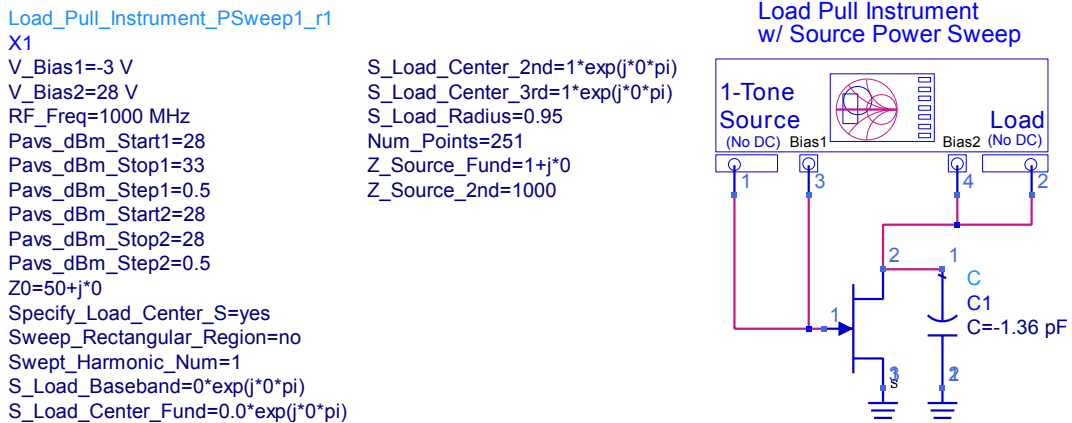 Load_Pull_Instrument_PSweep1_r1
X1
V_Bias1=-3 V
V_Bias2=28 V
RF_Freq=1000 MHz
Pavs_dBm_Start1=28
Pavs_dBm_Stop1=33
Pavs_dBm_Step1=0.5
Pavs_dBm_Start2=28
Pavs_dBm_Stop2=28
Pavs_dBm_Step2=0.5
Z0=50+j*0
Specify_Load_Center_S=yes
Sweep_Rectangular_Region=no
Swept_Harmonic_Num=1
S_Load_Baseband=0*exp(j*0*pi)
S_Load_Center_Fund=0.0*exp(j*0*pi)
S_Load_Center_2nd=1*exp(j*0*pi)
S_Load_Center_3rd=1*exp(j*0*pi)
S_Load_Radius=0.95
Num_Points=251
Z_Source_Fund=1+j*0
Z_Source_2nd=1000
Load Pull Instrument
w/ Source Power Sweep
1-Tone
Source
(No DC)
Bias1
Bias2
Load
(No DC)
1
3
4
2
2
1
C
C1
C=-1.36 pF
1
S